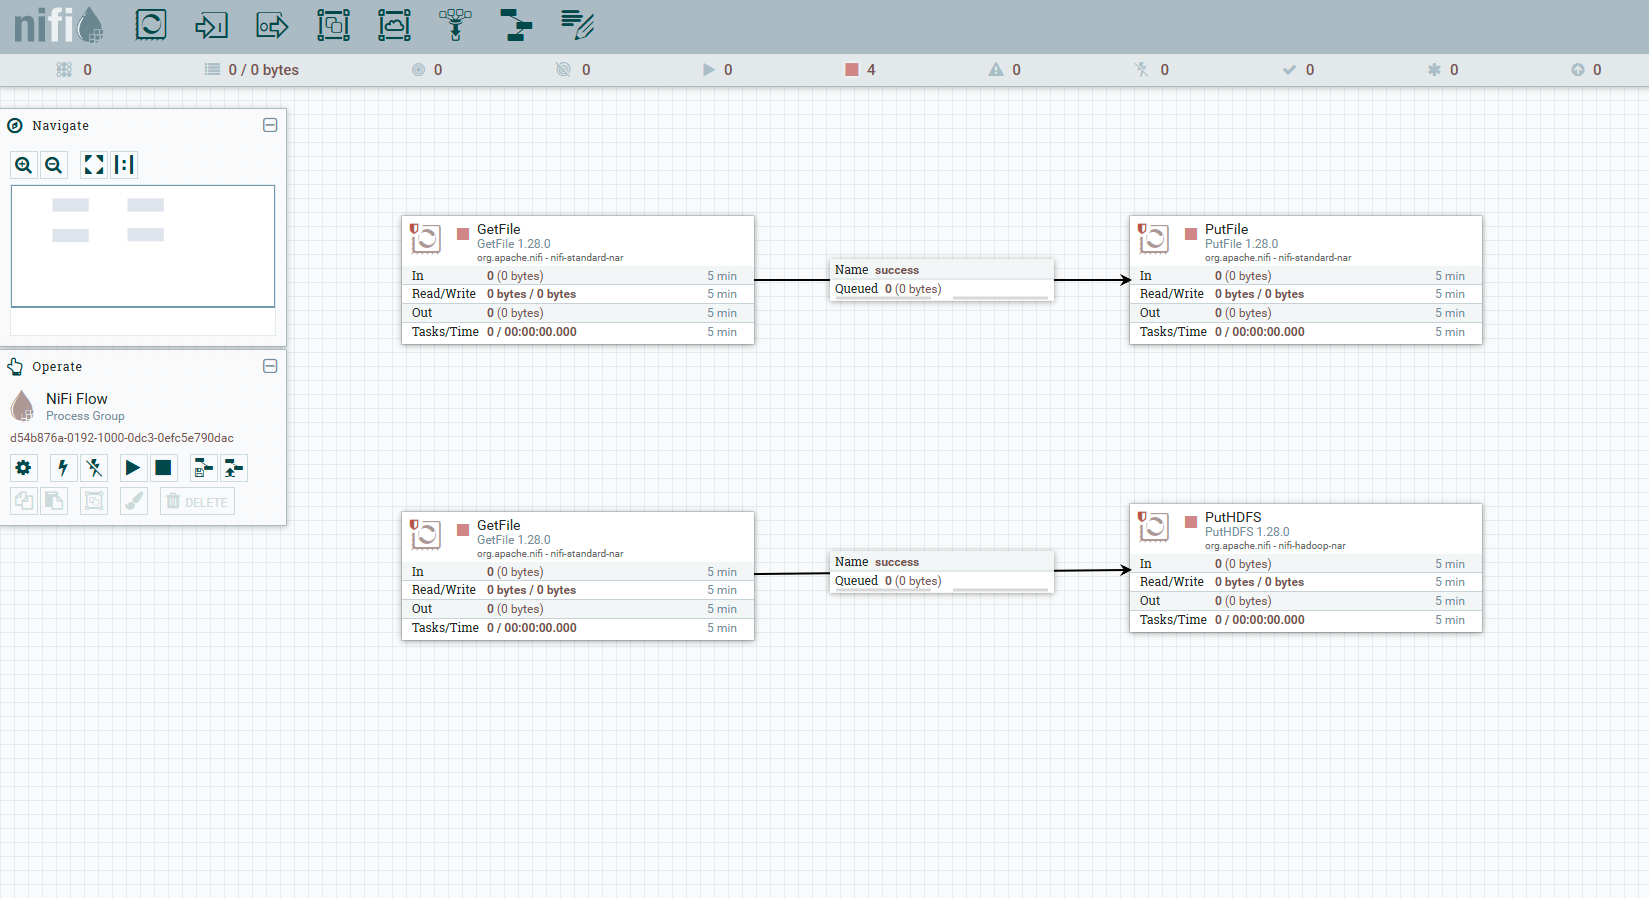 nifi
0
0 / 0 bytes
0
0
0
4
0
0
0
0
0
Navigate
Operate
NiFi Flow
Process Group
d54b876a-0192-1000-0dc3-0efc5e790dac
DELETE
GetFile
GetFile 1.28.0
org.apache.nifi - nifi-standard-nar
In 0 (0 bytes) 5 min
Read/Write 0 bytes / 0 bytes 5 min
Out 0 (0 bytes) 5 min
Tasks/Time 0 / 00:00:00.000 5 min
Name success
Queued 0 (0 bytes)
PutFile
PutFile 1.28.0
org.apache.nifi - nifi-standard-nar
In 0 (0 bytes) 5 min
Read/Write 0 bytes / 0 bytes 5 min
Out 0 (0 bytes) 5 min
Tasks/Time 0 / 00:00:00.000 5 min
GetFile
GetFile 1.28.0
org.apache.nifi - nifi-standard-nar
In 0 (0 bytes) 5 min
Read/Write 0 bytes / 0 bytes 5 min
Out 0 (0 bytes) 5 min
Tasks/Time 0 / 00:00:00.000 5 min
Name success
Queued 0 (0 bytes)
PutHDFS
PutHDFS 1.28.0
org.apache.nifi - nifi-hadoop-nar
In 0 (0 bytes) 5 min
Read/Write 0 bytes / 0 bytes 5 min
Out 0 (0 bytes) 5 min
Tasks/Time 0 / 00:00:00.000 5 min